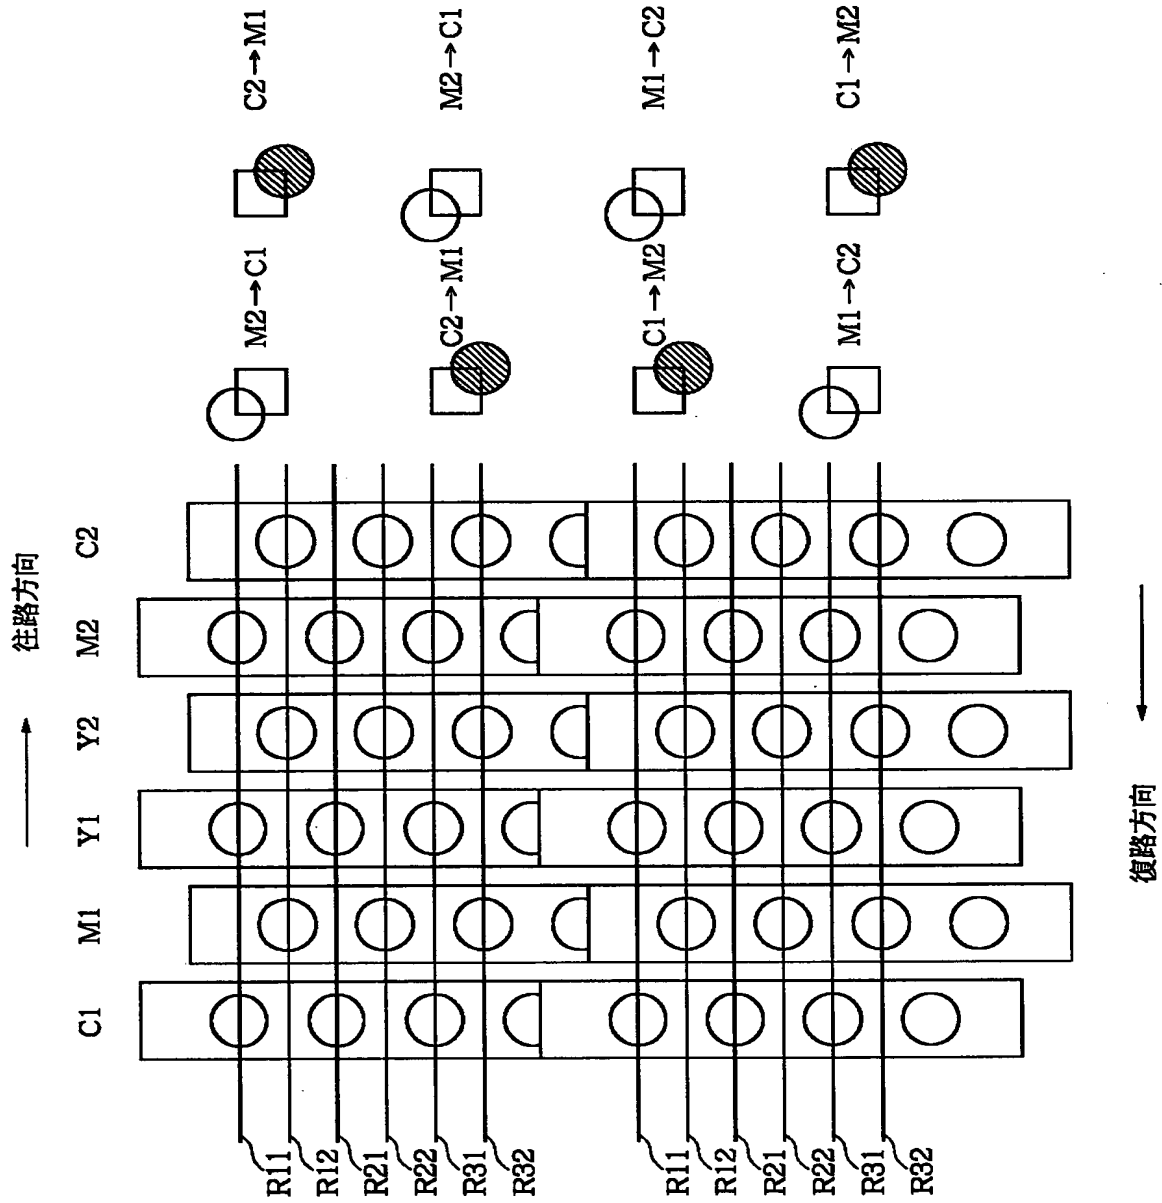 往路方向
C1
M1
Y1
Y2
M2
C2
R11
R12
R21
R22
R31
R32
R11
R12
R21
R22
R31
R32
M2→C1
C2→M1
C2→M1
M2→C1
C1→M2
M1→C2
M1→C2
C1→M2
復路方向